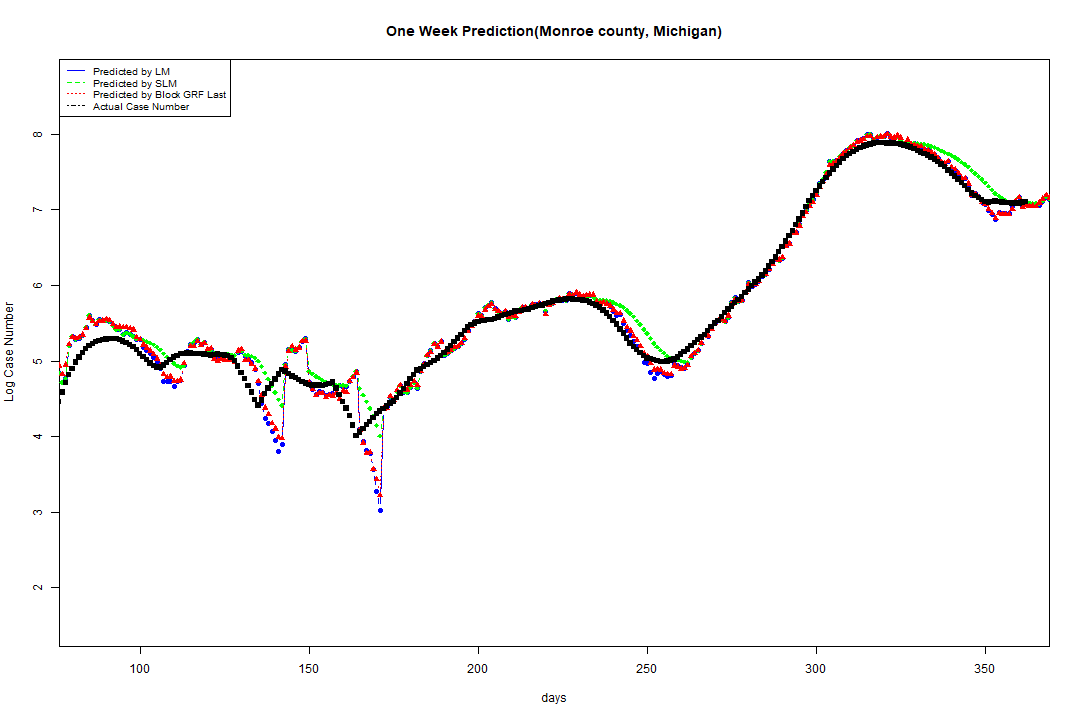 One Week Prediction(Monroe county, Michigan)
Predicted by LM
Predicted by SLM
Predicted by Block GRF Last
Actual Case Number
8
7
6
5
4
3
2
Log Case Number
100 150 200 250 300 350
days